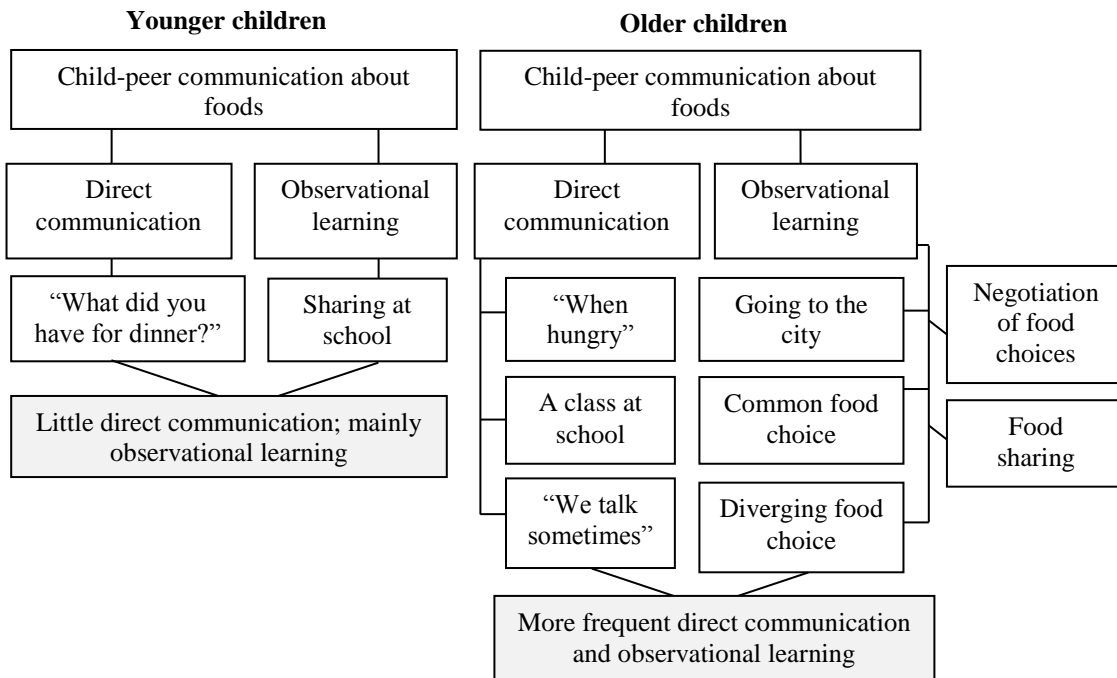 Younger children
Child-peer communication about
foods
Direct
communication
Observational
learning
“What did you
have for dinner?”
Sharing at
school
Little direct communication; mainly
observational learning
Older children
Child-peer communication about
foods
Direct
communication
Observational
learning
“When
hungry”
A class at
school
“We talk
sometimes”
Going to the
city
Common food
choice
Diverging food
choice
Negotiation
of food
choices
Food
sharing
More frequent direct communication
and observational learning